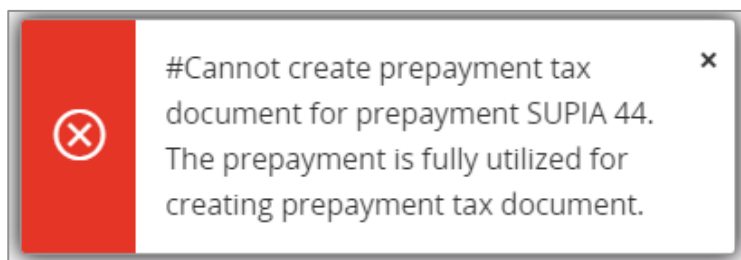 #Cannot create prepayment tax
document for prepayment SUPIA 44.
The prepayment is fully utilized for
creating prepayment tax document.